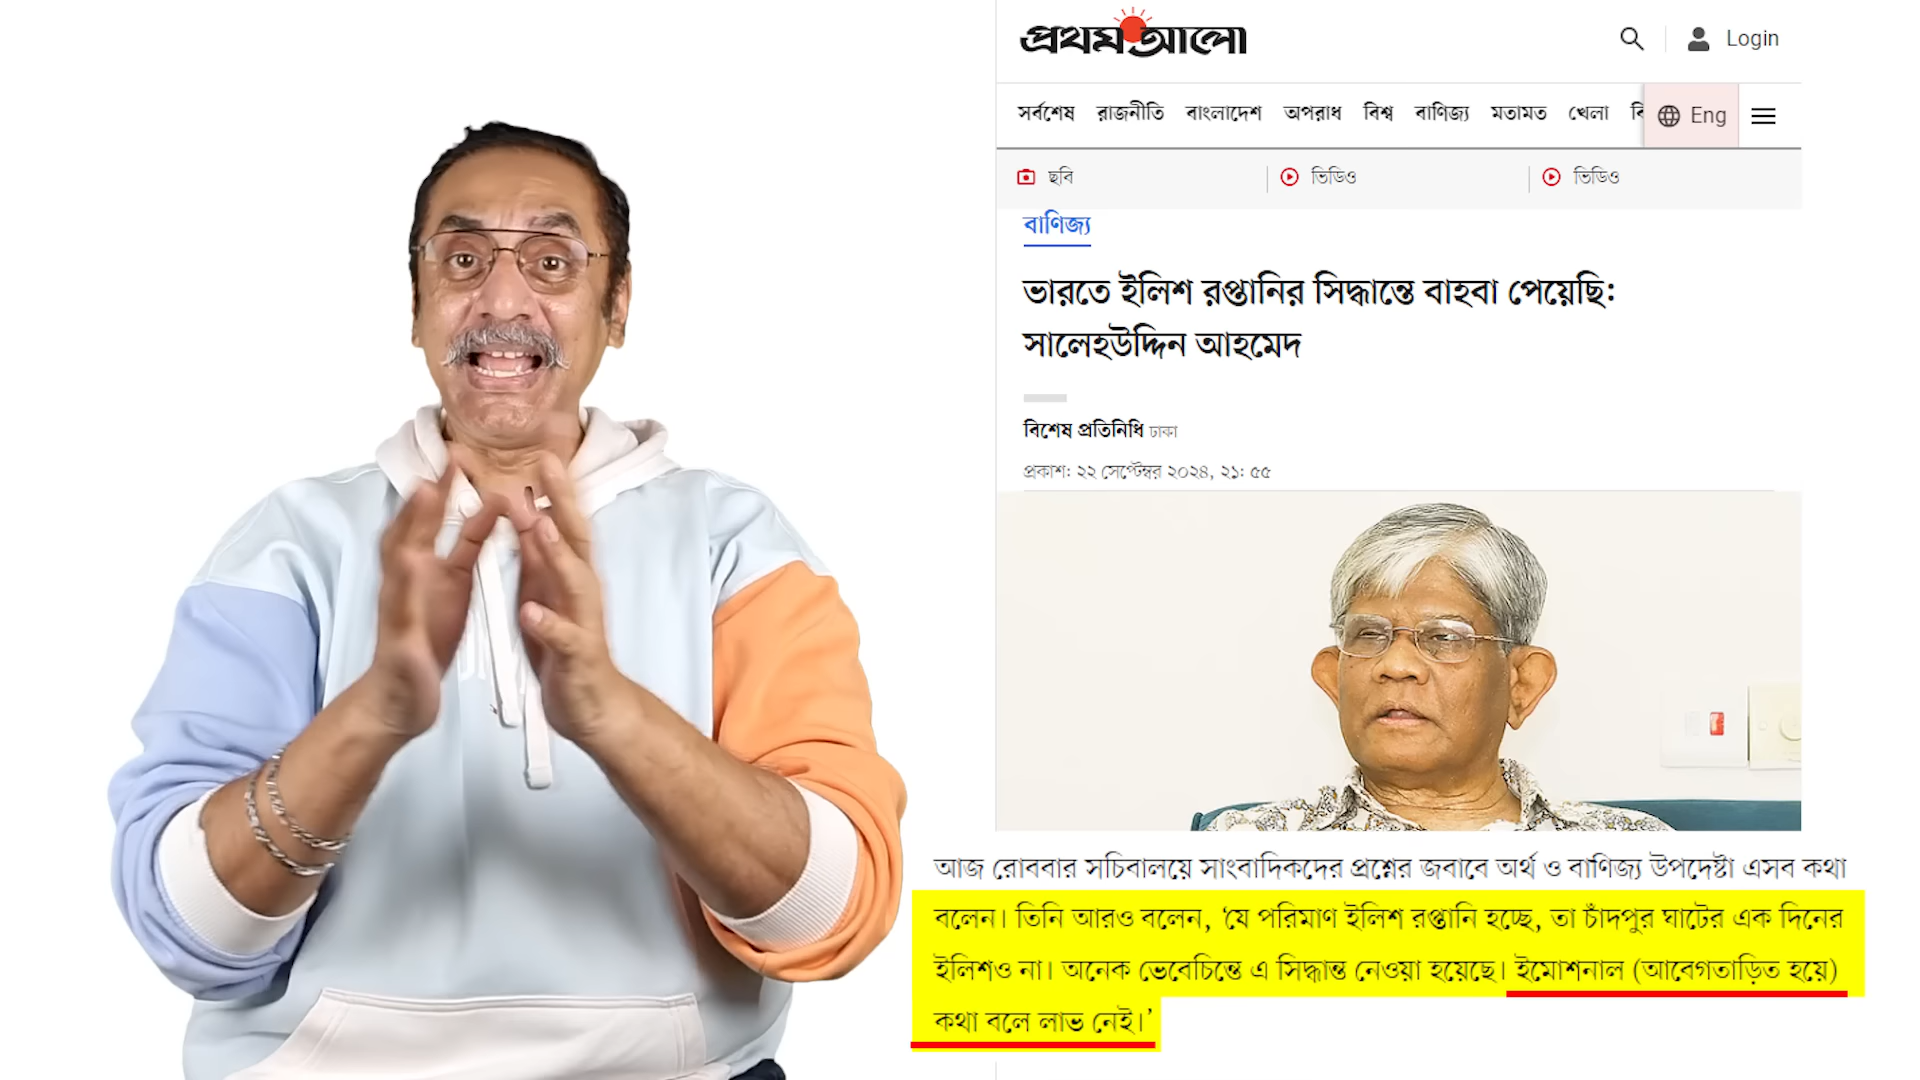 প্রথম আলো
Login
সর্বশেষ রাজনীতি বাংলাদেশ অপরাধ বিশ্ব বাণিজ্য মতামত খেলা
Eng
ছবি ভিডিও ভিডিও
বাণিজ্য
ভারতে ইলিশ রপ্তানির সিদ্ধান্তে বাহবা পেয়েছি:
সালেহউদ্দিন আহমেদ
বিশেষ প্রতিনিধি ঢাকা
প্রকাশ: ২২ সেপ্টেম্বর ২০২৪, ২১: ৫৫
আজ রোববার সচিবালয়ে সাংবাদিকদের প্রশ্নের জবাবে অর্থ ও বাণিজ্য উপদেষ্টা এসব কথা
বলেন। তিনি আরও বলেন, ‘যে পরিমাণ ইলিশ রপ্তানি হচ্ছে, তা চাঁদপুর ঘাটের এক দিনের
ইলিশও না। অনেক ভেবেচিন্তে এ সিদ্ধান্ত নেওয়া হয়েছে। ইমোশনাল (আবেগতাড়িত হয়ে)
কথা বলে লাভ নেই।’